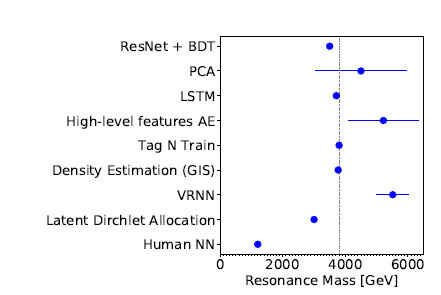 ResNet + BDT
PCA
LSTM
High-level features AE
Tag N Train
Density Estimation (GIS)
VRNN
Latent Dirchlet Allocation
Human NN
0 2000 4000 6000
Resonance Mass [GeV]